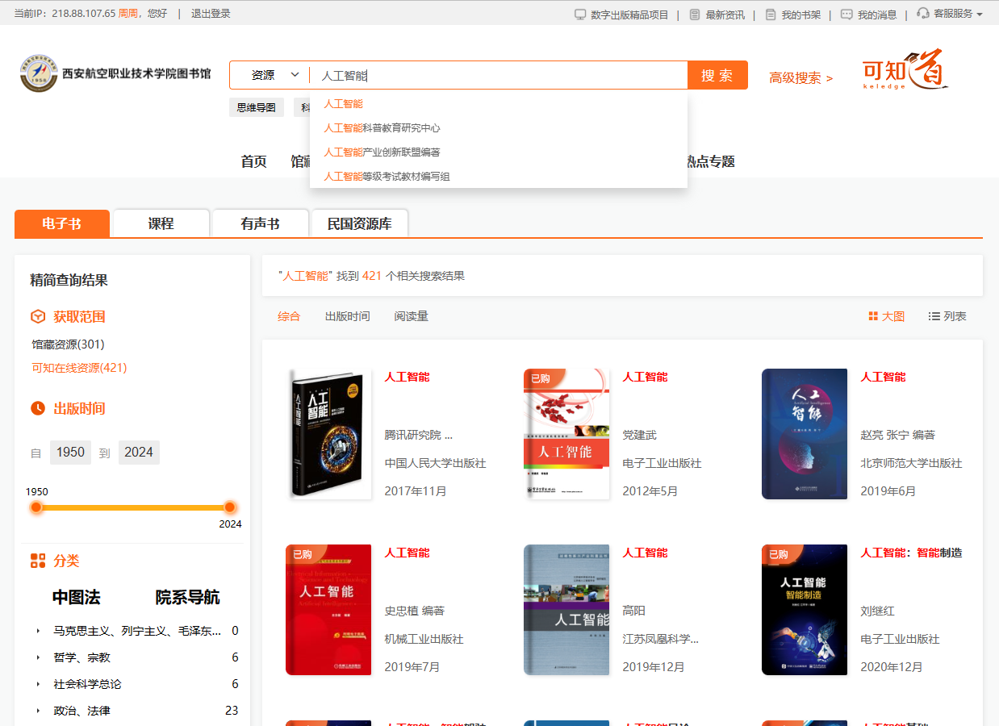 当前IP：218.88.107.65 周周，您好 | 退出登录
数字出版精品项目 | 最新资讯 | 我的书架 | 我的消息 | 客服服务
西安航空职业技术学院图书馆
资源 人工智能 搜 索 高级搜索 >
可知道
keledge
思维导图 科
人工智能
人工智能科普教育研究中心
人工智能产业创新联盟编著
人工智能等级考试教材编写组
首页 馆藏 热点专题
电子书 课程 有声书 民国资源库
精简查询结果
获取范围
馆藏资源(301)
可知在线资源(421)
出版时间
自 1950 到 2024
1950
2024
分类
中图法 院系导航
马克思主义、列宁主义、毛泽东... 0
哲学、宗教 6
社会科学总论 6
政治、法律 23
"人工智能" 找到 421 个相关搜索结果
综合 出版时间 阅读量 大图 列表
人工智能
人工智能
腾讯研究院 ...
中国人民大学出版社
2017年11月
已购
人工智能
人工智能
党建武
电子工业出版社
2012年5月
人工智能
人工智能
赵亮 张宁 编著
北京师范大学出版社
2019年6月
已购
人工智能
人工智能
史忠植 编著
机械工业出版社
2019年7月
人工智能
人工智能
高阳
江苏凤凰科学...
2019年12月
已购
人工智能
智能制造
人工智能：智能制造
刘继红
电子工业出版社
2020年12月